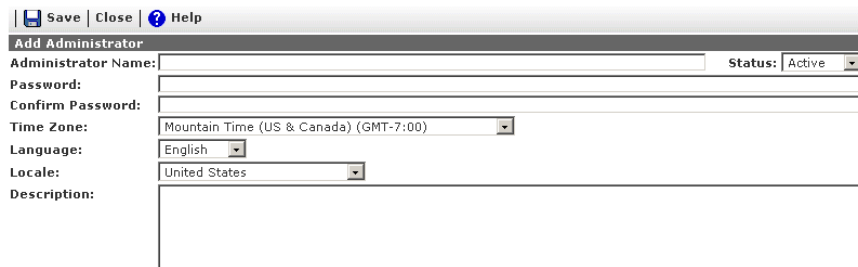 | Save | Close | ? Help
Add Administrator
Administrator Name: Status: Active
Password:
Confirm Password:
Time Zone: Mountain Time (US & Canada) (GMT-7:00)
Language: English
Locale: United States
Description: